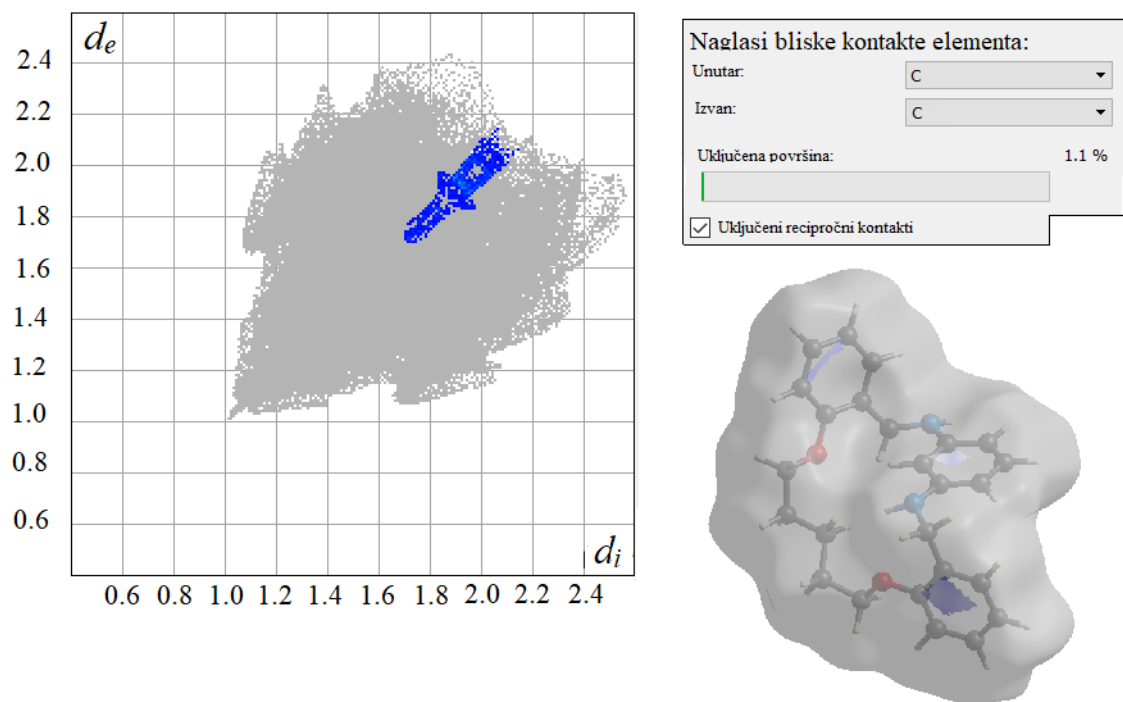 d_e
2.4
2.2
2.0
1.8
1.6
1.4
1.2
1.0
0.8
0.6
d_i
0.6 0.8 1.0 1.2 1.4 1.6 1.8 2.0 2.2 2.4
Naglasi bliske kontakte elementa:
Unutar: C
Izvan: C
Uključena površina: 1.1 %
Uključeni recipročni kontakti